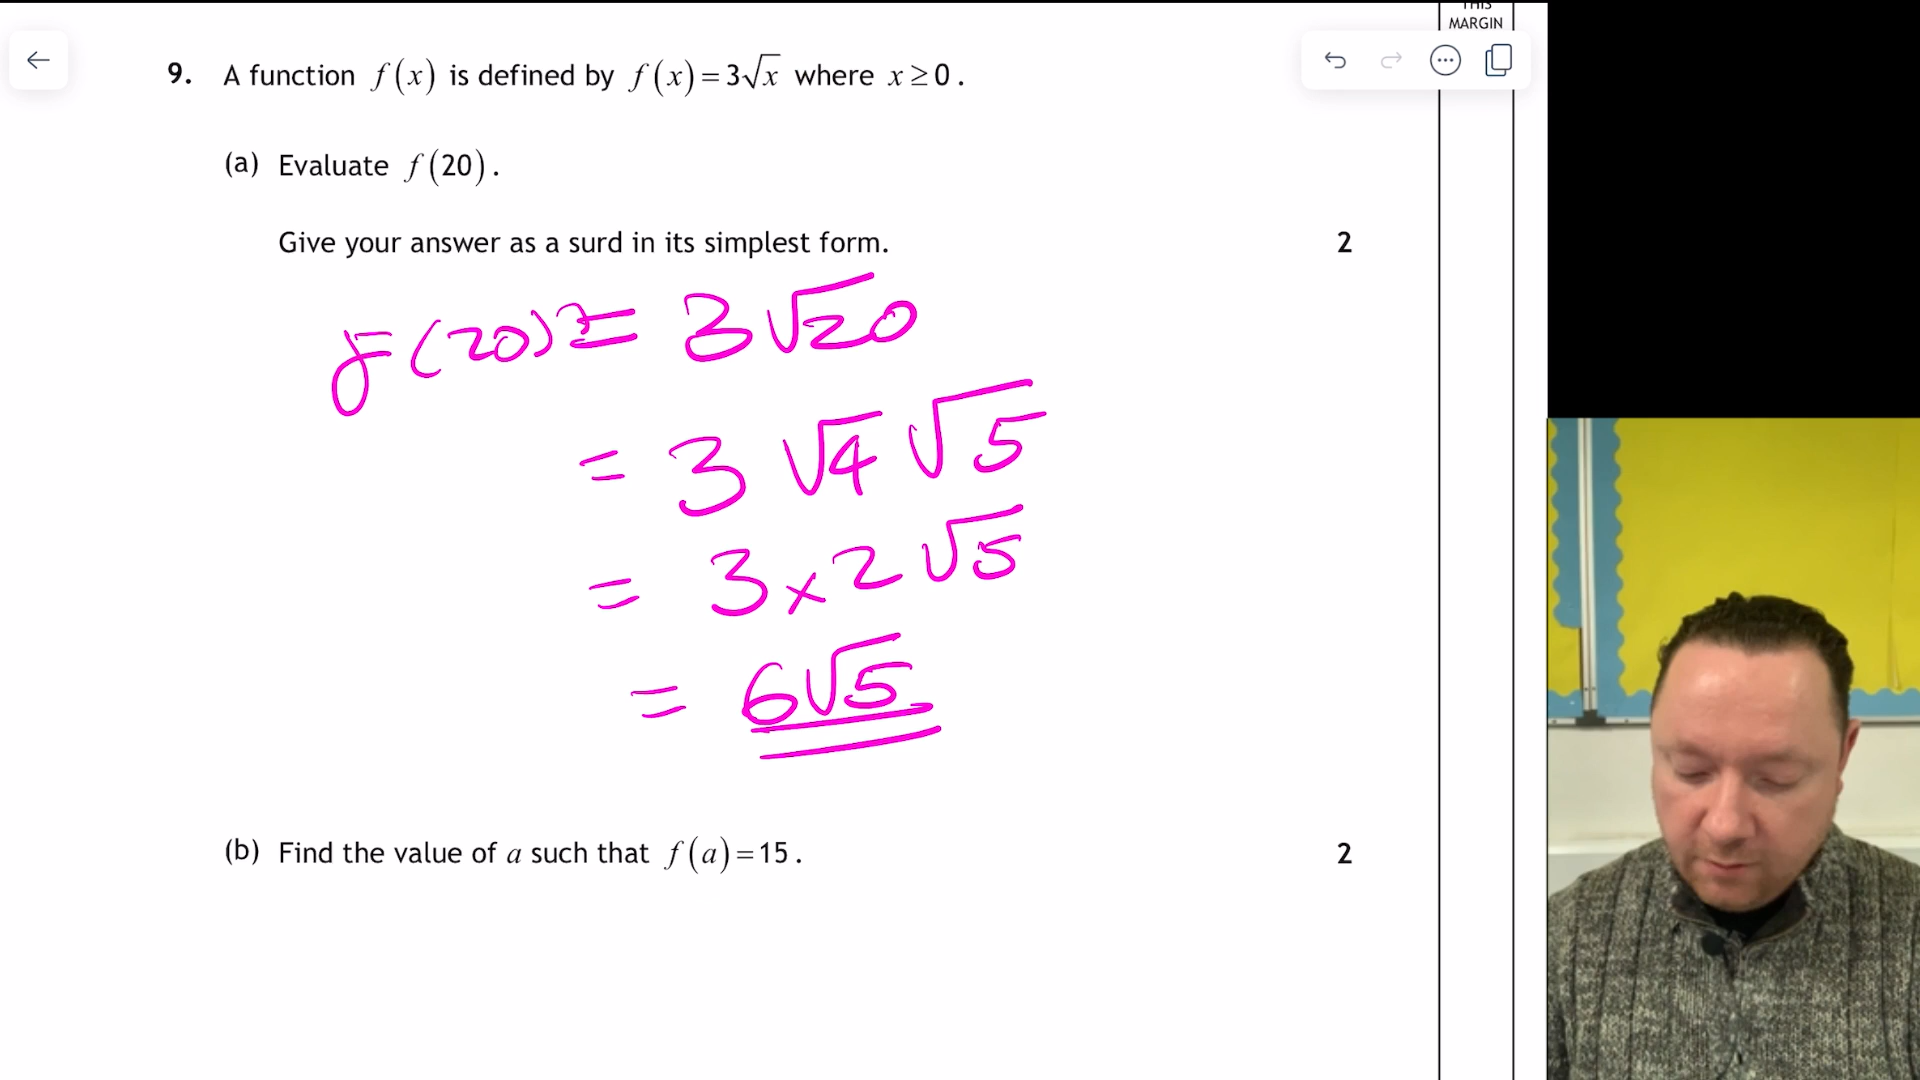 THIS
MARGIN
9. A function f(x) is defined by f(x)=3√x where x≥0.
(a) Evaluate f(20).
Give your answer as a surd in its simplest form. 2
f(20) = 3√20
= 3√4√5
= 3×2√5
= 6√5
(b) Find the value of a such that f(a)=15. 2